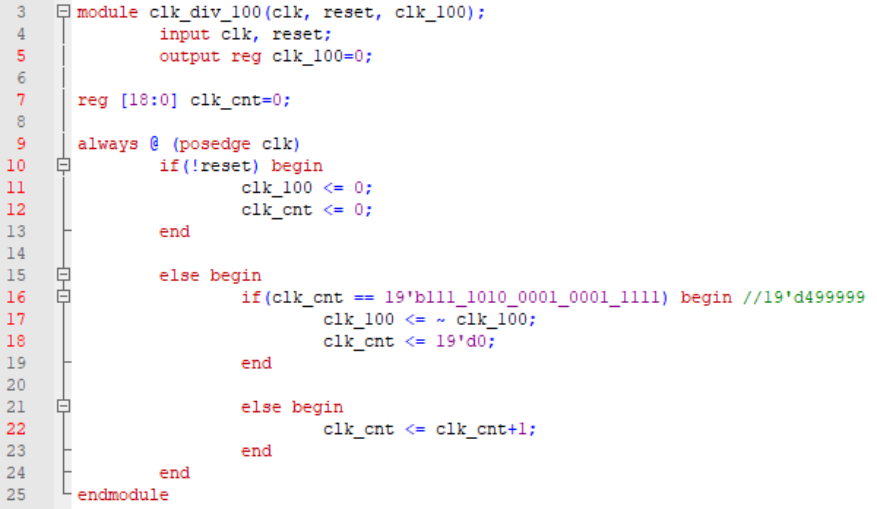 3 module clk_div_100(clk, reset, clk_100);
4 input clk, reset;
5 output reg clk_100=0;
6
7 reg [18:0] clk_cnt=0;
8
9 always @ (posedge clk)
10 if(!reset) begin
11 clk_100 <= 0;
12 clk_cnt <= 0;
13 end
14
15 else begin
16 if(clk_cnt == 19'b111_1010_0001_0001_1111) begin //19'd499999
17 clk_100 <= ~ clk_100;
18 clk_cnt <= 19'd0;
19 end
20
21 else begin
22 clk_cnt <= clk_cnt+1;
23 end
24 end
25 endmodule